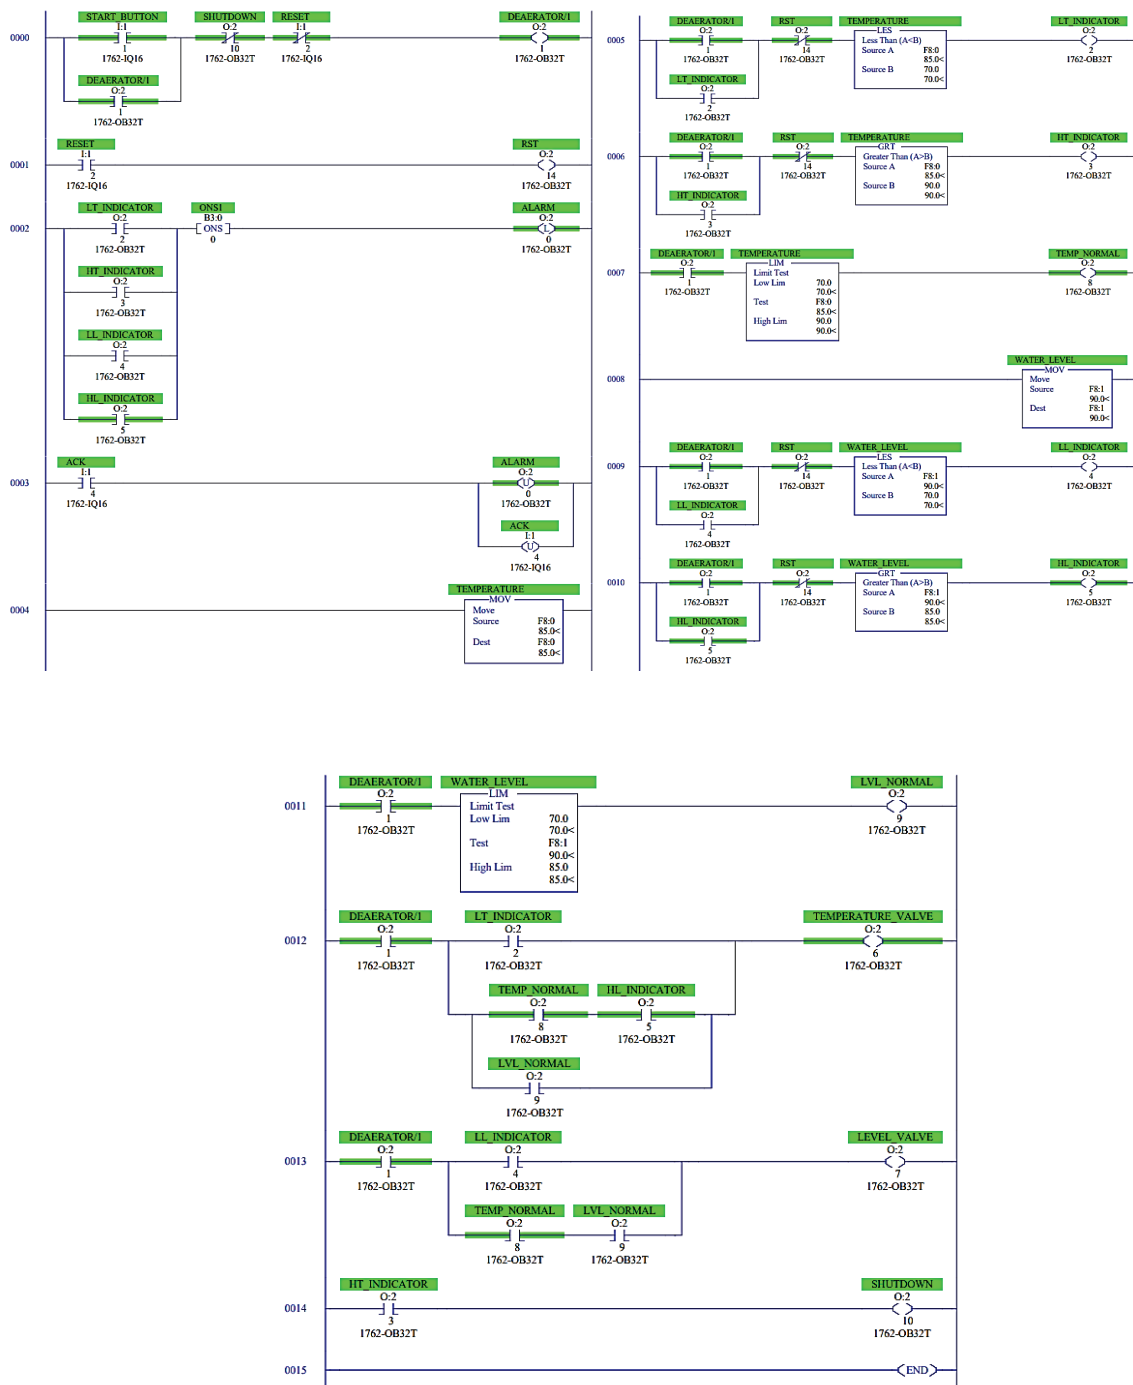 START_BUTTON SHUTDOWN RESET DEAERATOR/1
I:1 O:2 I:1 O:2
0000
1 10 2 1
1762-IQ16 1762-OB32T 1762-IQ16 1762-OB32T
DEAERATOR/1
O:2
1
1762-OB32T
RESET RST
I:1 O:2
0001
2 14
1762-IQ16 1762-OB32T
LT_INDICATOR ONS1 ALARM
O:2 B3:0 O:2
0002 ONS L
2 0 0
1762-OB32T 1762-OB32T
HT_INDICATOR
O:2
3
1762-OB32T
LL_INDICATOR
O:2
4
1762-OB32T
HL_INDICATOR
O:2
5
1762-OB32T
ACK ALARM
I:1 O:2
0003 U
4 0
1762-IQ16 1762-OB32T
ACK
I:1
U
4
1762-IQ16
TEMPERATURE
0004 MOV
Move
Source F8:0
85.0<
Dest F8:0
85.0<
DEAERATOR/1 RST TEMPERATURE LT_INDICATOR
O:2 O:2 LES O:2
0005 Less Than (A<B)
1 14 Source A F8:0 2
1762-OB32T 1762-OB32T 85.0< 1762-OB32T
Source B 70.0
70.0<
LT_INDICATOR
O:2
2
1762-OB32T
DEAERATOR/1 RST TEMPERATURE HT_INDICATOR
O:2 O:2 GRT O:2
0006 Greater Than (A>B)
1 14 Source A F8:0 3
1762-OB32T 1762-OB32T 85.0< 1762-OB32T
Source B 90.0
90.0<
HT_INDICATOR
O:2
3
1762-OB32T
DEAERATOR/1 TEMPERATURE TEMP_NORMAL
O:2 LIM O:2
0007 Limit Test
1 Low Lim 70.0 8
1762-OB32T 70.0< 1762-OB32T
Test F8:0
85.0<
High Lim 90.0
90.0<
WATER_LEVEL
0008 MOV
Move
Source F8:1
90.0<
Dest F8:1
90.0<
DEAERATOR/1 RST WATER_LEVEL LL_INDICATOR
O:2 O:2 LES O:2
0009 Less Than (A<B)
1 14 Source A F8:1 4
1762-OB32T 1762-OB32T 90.0< 1762-OB32T
Source B 70.0
70.0<
LL_INDICATOR
O:2
4
1762-OB32T
DEAERATOR/1 RST WATER_LEVEL HL_INDICATOR
O:2 O:2 GRT O:2
0010 Greater Than (A>B)
1 14 Source A F8:1 5
1762-OB32T 1762-OB32T 90.0< 1762-OB32T
Source B 85.0
85.0<
HL_INDICATOR
O:2
5
1762-OB32T
DEAERATOR/1 WATER_LEVEL LVL_NORMAL
O:2 LIM O:2
0011 Limit Test
1 Low Lim 70.0 9
1762-OB32T 70.0< 1762-OB32T
Test F8:1
90.0<
High Lim 85.0
85.0<
DEAERATOR/1 LT_INDICATOR TEMPERATURE_VALVE
O:2 O:2 O:2
0012
1 2 6
1762-OB32T 1762-OB32T 1762-OB32T
TEMP_NORMAL HL_INDICATOR
O:2 O:2
8 5
1762-OB32T 1762-OB32T
LVL_NORMAL
O:2
9
1762-OB32T
DEAERATOR/1 LL_INDICATOR LEVEL_VALVE
O:2 O:2 O:2
0013
1 4 7
1762-OB32T 1762-OB32T 1762-OB32T
TEMP_NORMAL LVL_NORMAL
O:2 O:2
8 9
1762-OB32T 1762-OB32T
HT_INDICATOR SHUTDOWN
O:2 O:2
0014
3 10
1762-OB32T 1762-OB32T
0015 END